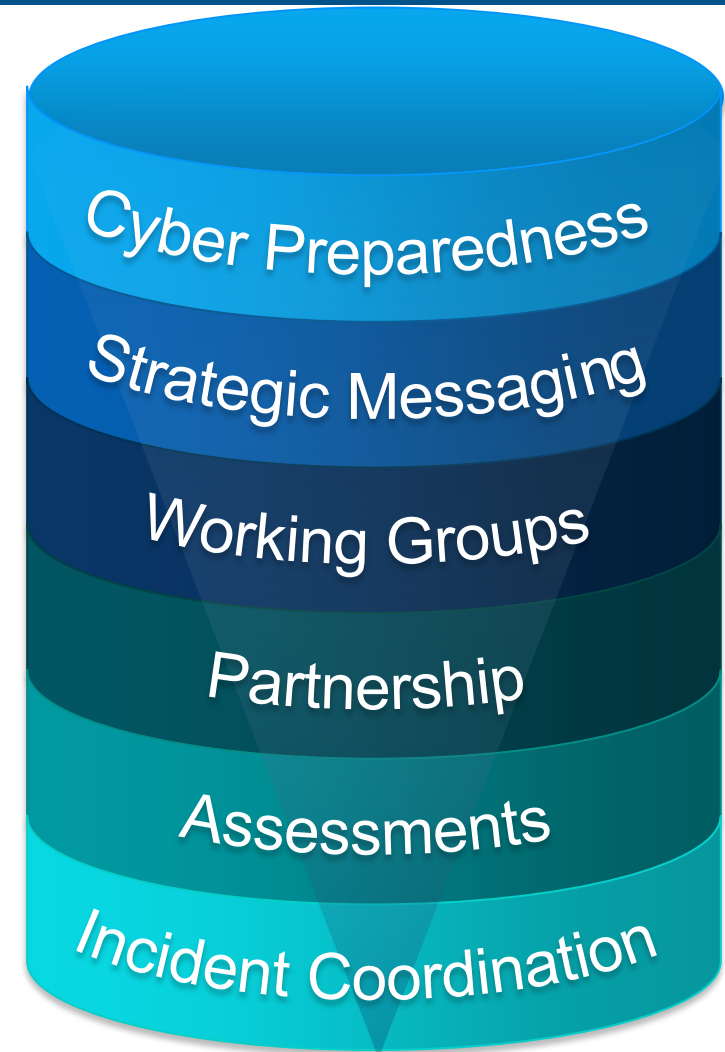 Cyber Preparedness
Strategic Messaging
Working Groups
Partnership
Assessments
Incident Coordination